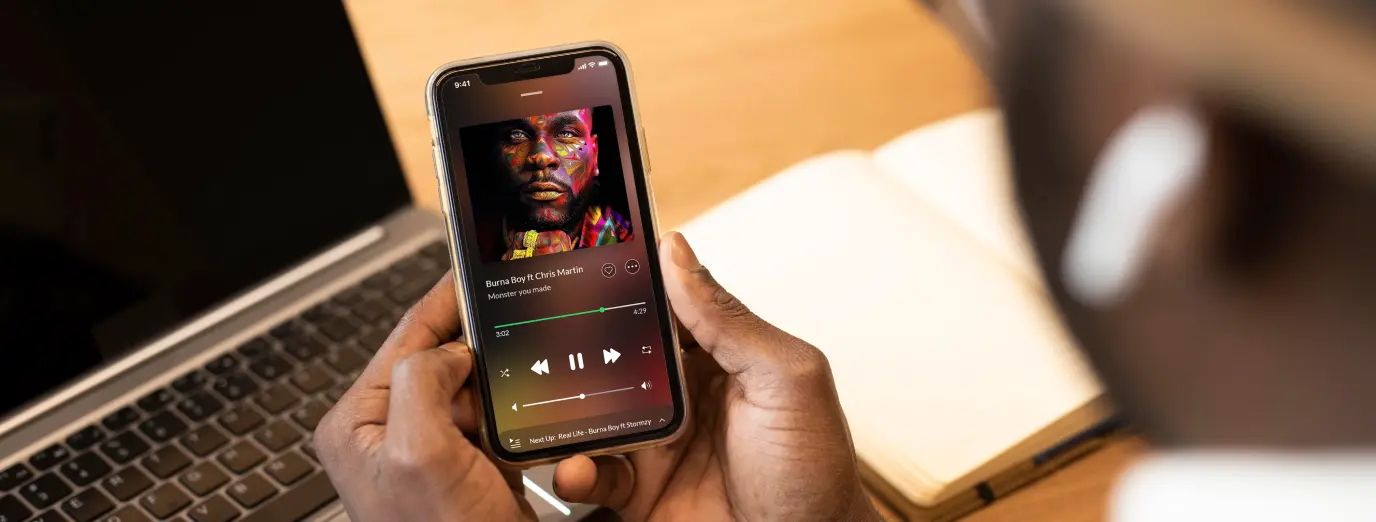 9:41
Burna Boy ft Chris Martin
Monster you made
3:02
4:29
Next Up: Real Life - Burna Boy ft Stormzy